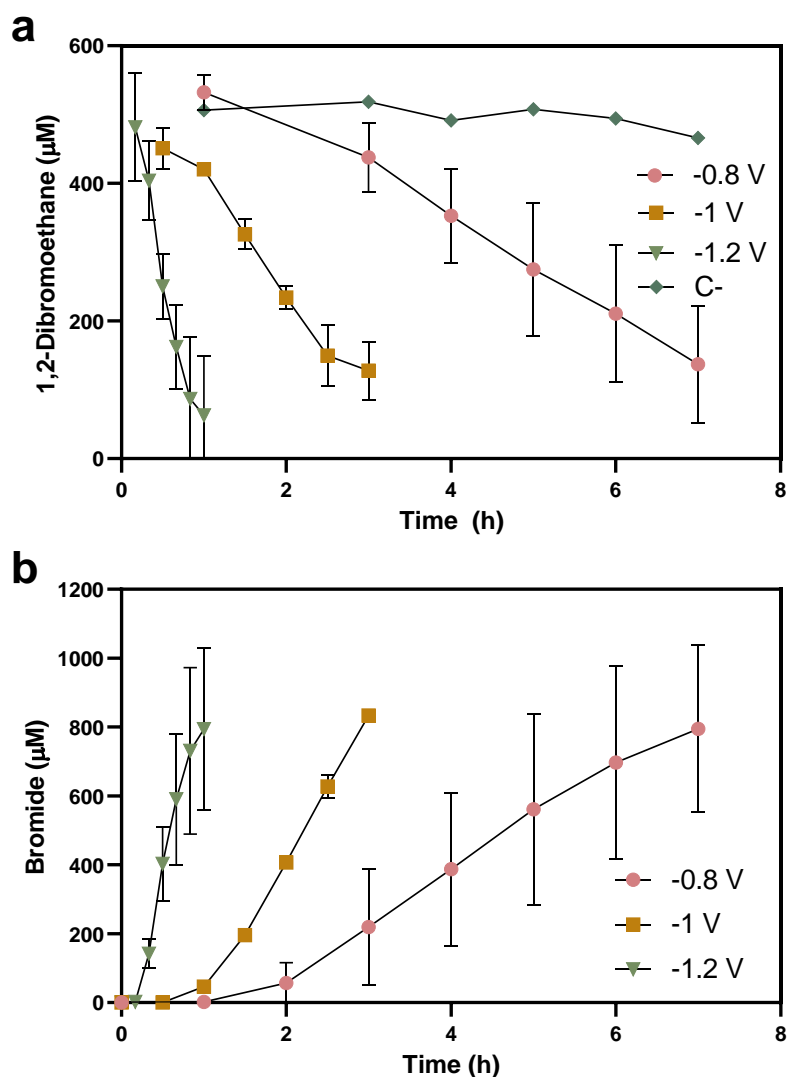 a
600
400
200
0
1,2-Dibromoethane (μM)
-0.8 V
-1 V
-1.2 V
C-
0 2 4 6 8
Time (h)
b
1200
1000
800
600
400
200
0
Bromide (μM)
-0.8 V
-1 V
-1.2 V
0 2 4 6 8
Time (h)